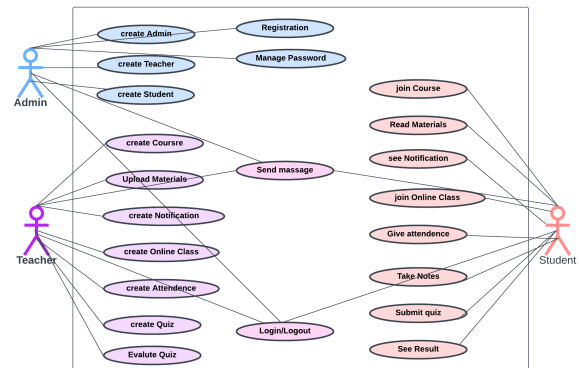 create Admin
Registration
create Teacher
Manage Password
create Student
Admin
join Course
Read Materials
create Coursre
see Notification
Send massage
Upload Materials
join Online Class
create Notification
Give attendence
create Online Class
Teacher
Student
Take Notes
create Attendence
Submit quiz
create Quiz
Login/Logout
See Result
Evalute Quiz